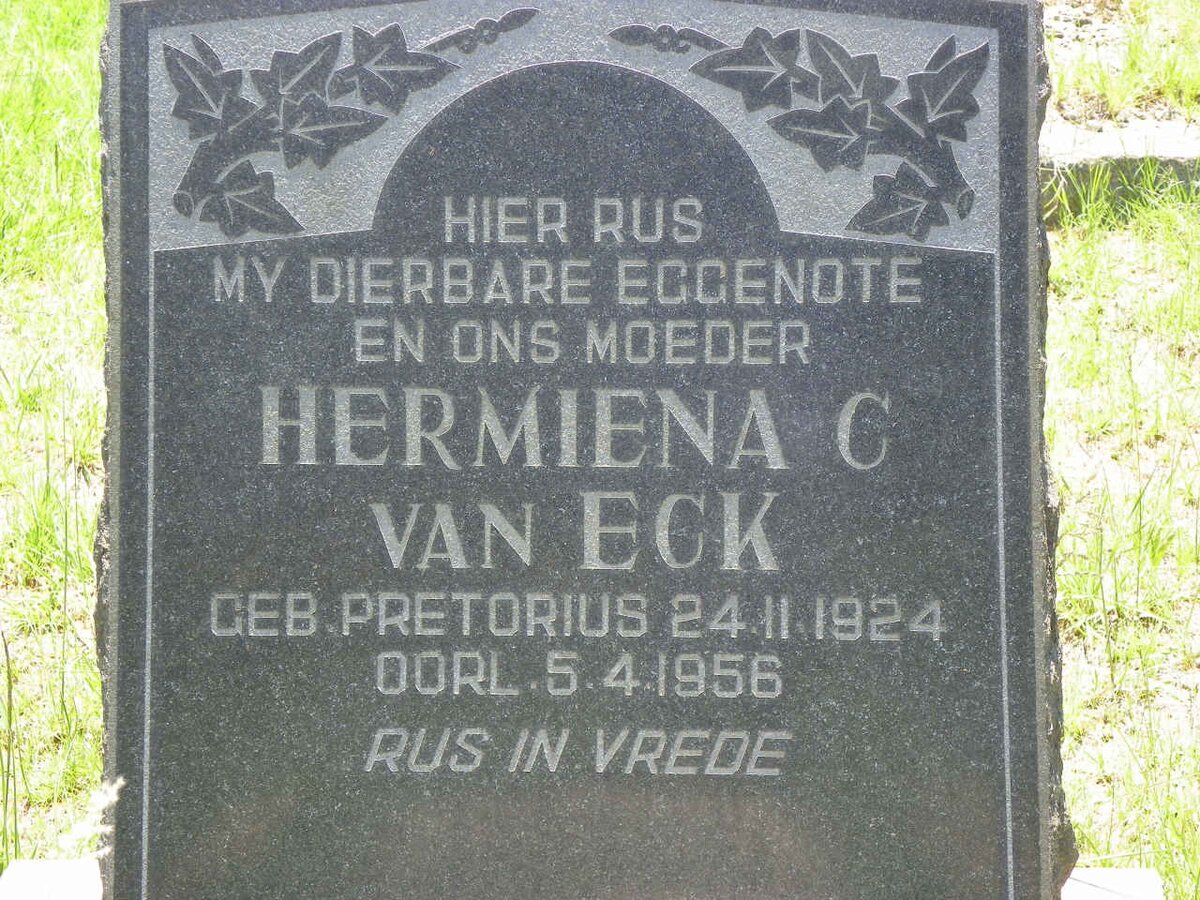 HIER RUS
MY DIERBARE EGGENOTE
EN ONS MOEDER
HERMIENA C
VAN ECK
GEB. PRETORIUS 24.11.1924
OORL. 5.4.1956
RUS IN VREDE